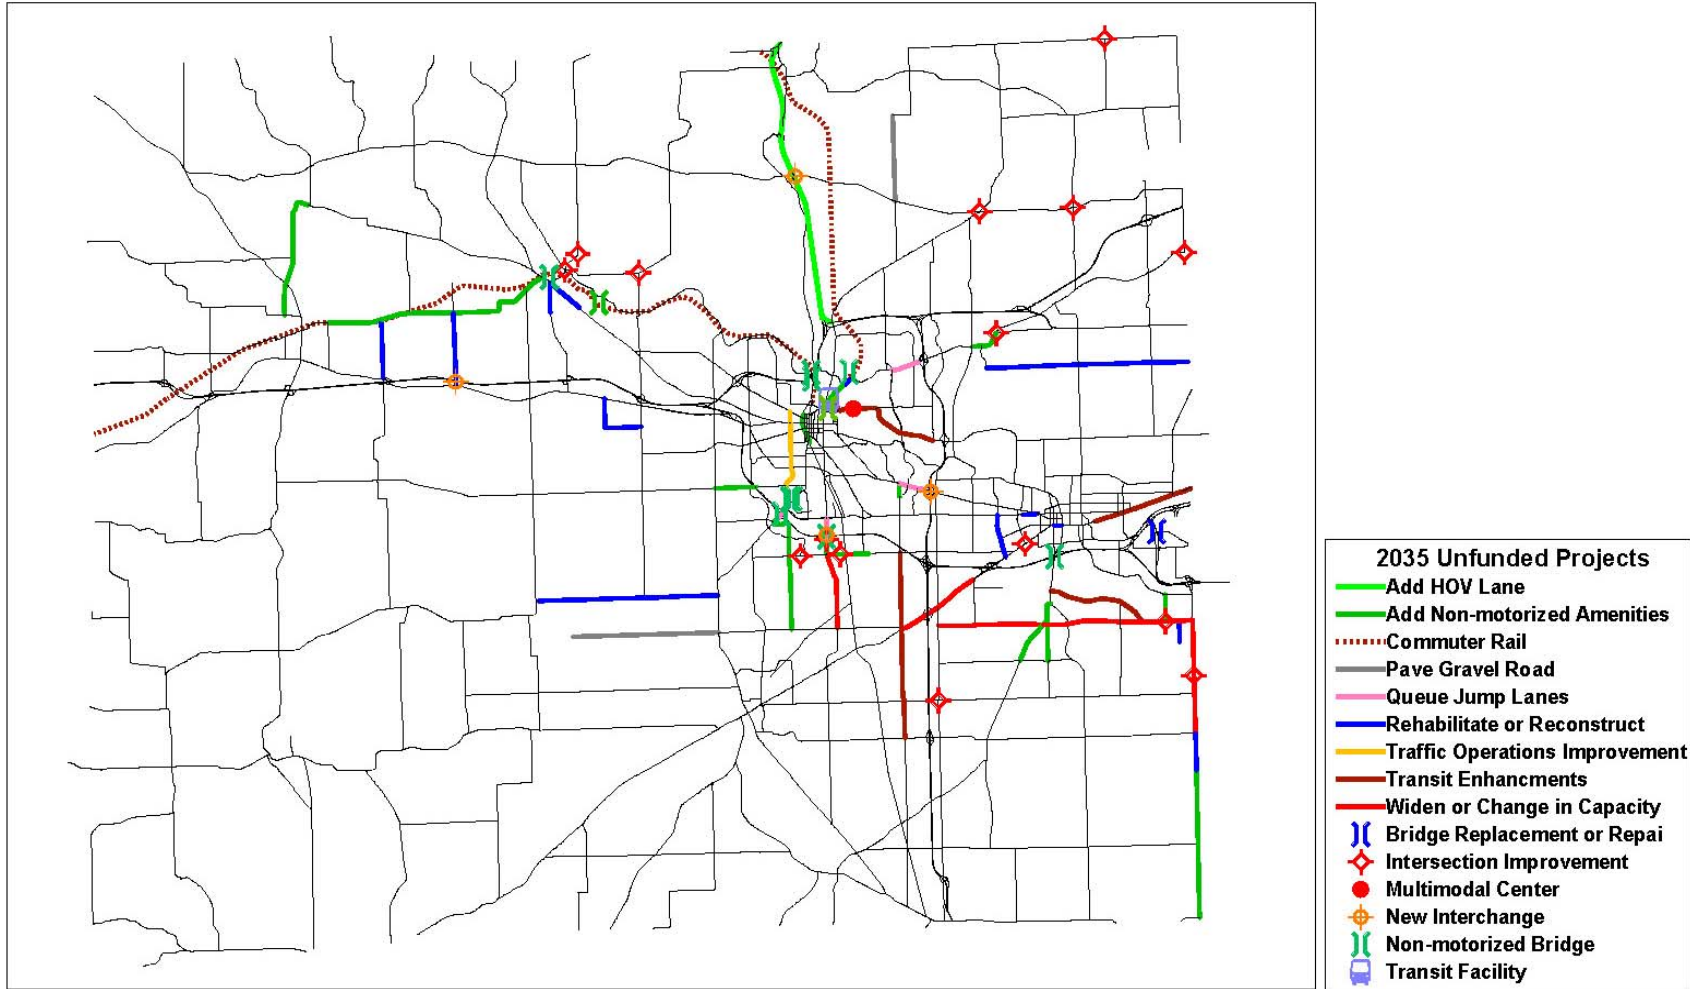 2035 Unfunded Projects
Add HOV Lane
Add Non-motorized Amenities
Commuter Rail
Pave Gravel Road
Queue Jump Lanes
Rehabilitate or Reconstruct
Traffic Operations Improvement
Transit Enhancments
Widen or Change in Capacity
Bridge Replacement or Repai
Intersection Improvement
Multimodal Center
New Interchange
Non-motorized Bridge
Transit Facility